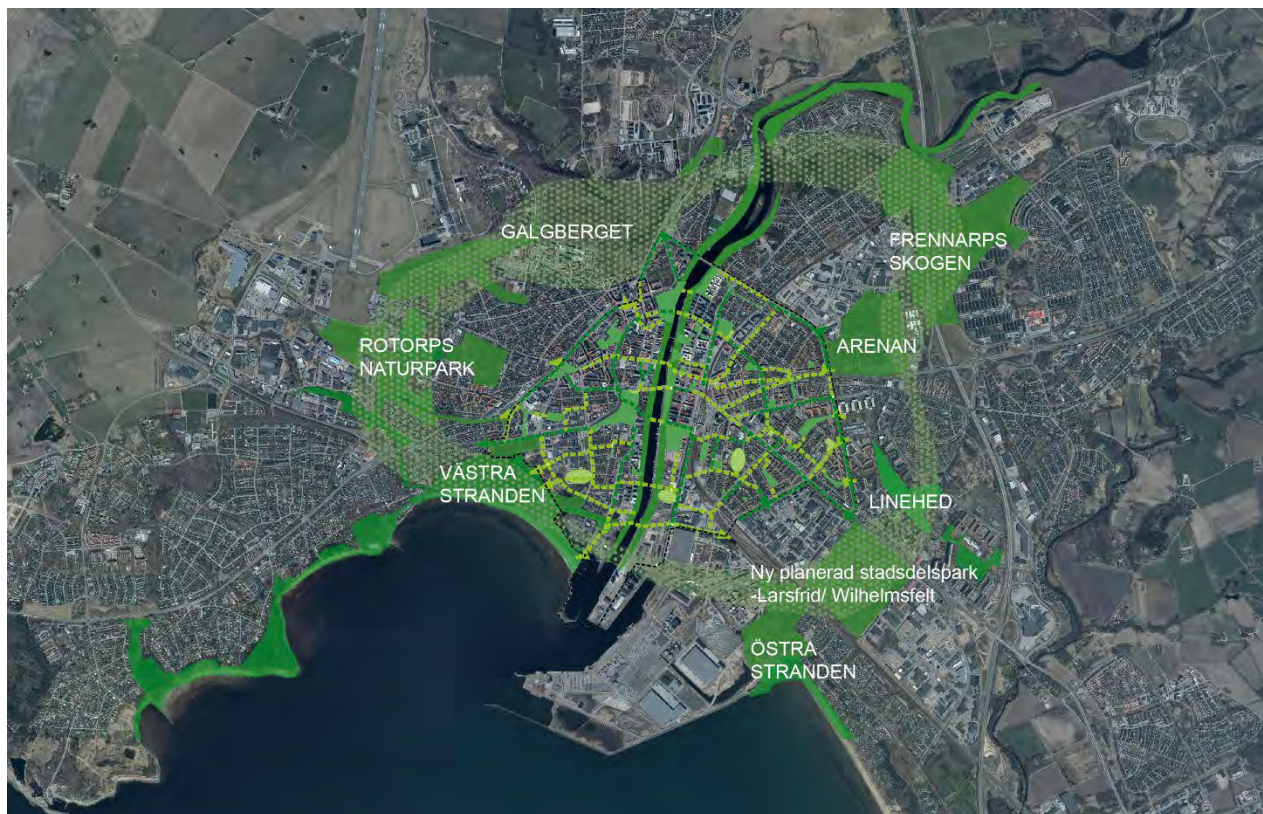 GALGBERGET
FRENNARPS
SKOGEN
ROTORPS
NATURPARK
ARENAN
VÄSTRA
STRANDEN
LINEHED
Ny planerad stadsdelspark
-Larsfrid/ Wilhelmsfelt
ÖSTRA
STRANDEN